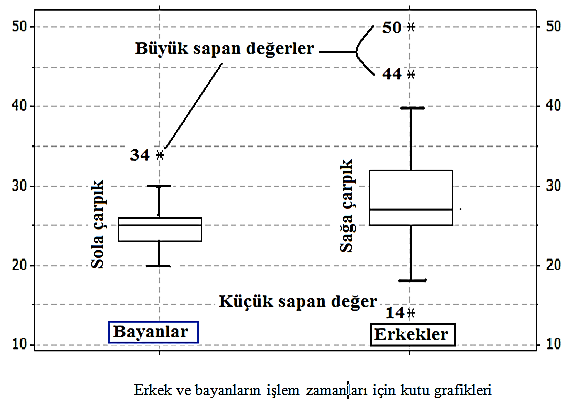 50
50
50
Büyük sapan değerler
44
40
40
34
Sola çarpık
Sağa çarpık
30
30
20
20
Küçük sapan değer
14
Bayanlar
Erkekler
10
10
Erkek ve bayanların işlem zamanları için kutu grafikleri